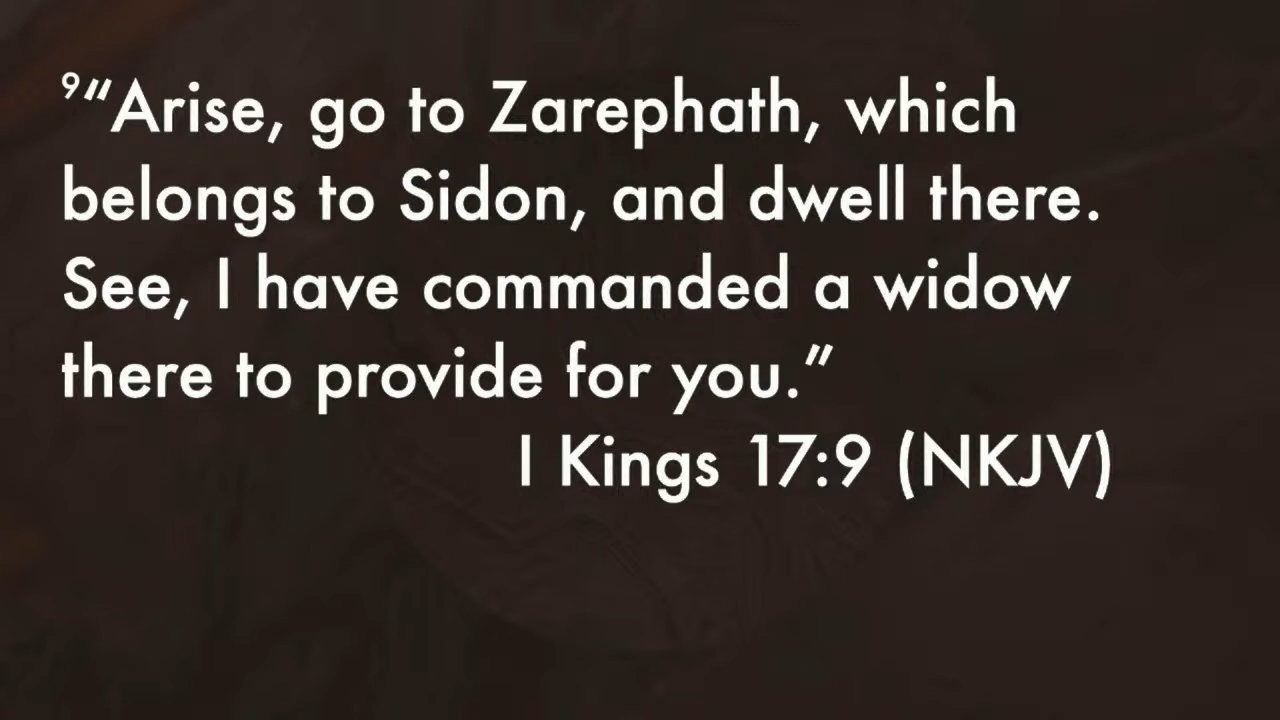 ⁹“Arise, go to Zarephath, which
belongs to Sidon, and dwell there.
See, I have commanded a widow
there to provide for you.”
I Kings 17:9 (NKJV)